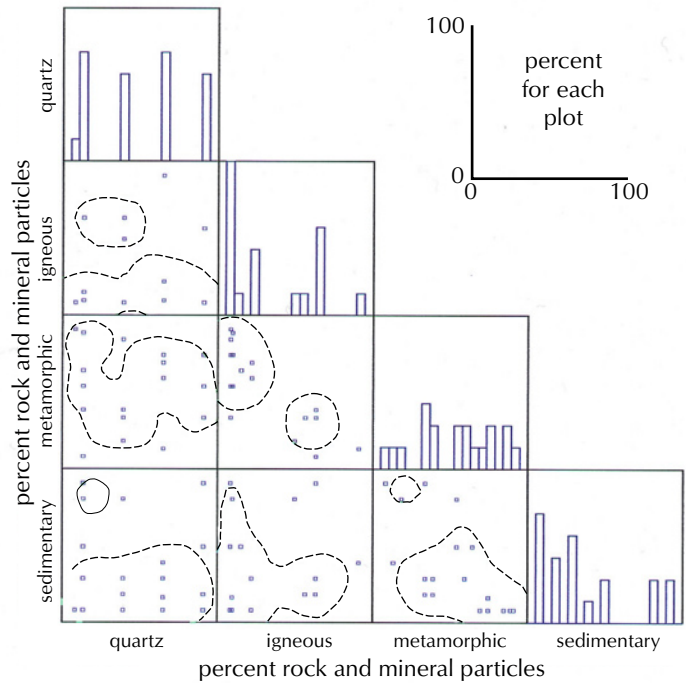 100
percent
for each
plot
0
0
100
quartz
igneous
metamorphic
sedimentary
percent rock and mineral particles
quartz
igneous
metamorphic
sedimentary
percent rock and mineral particles